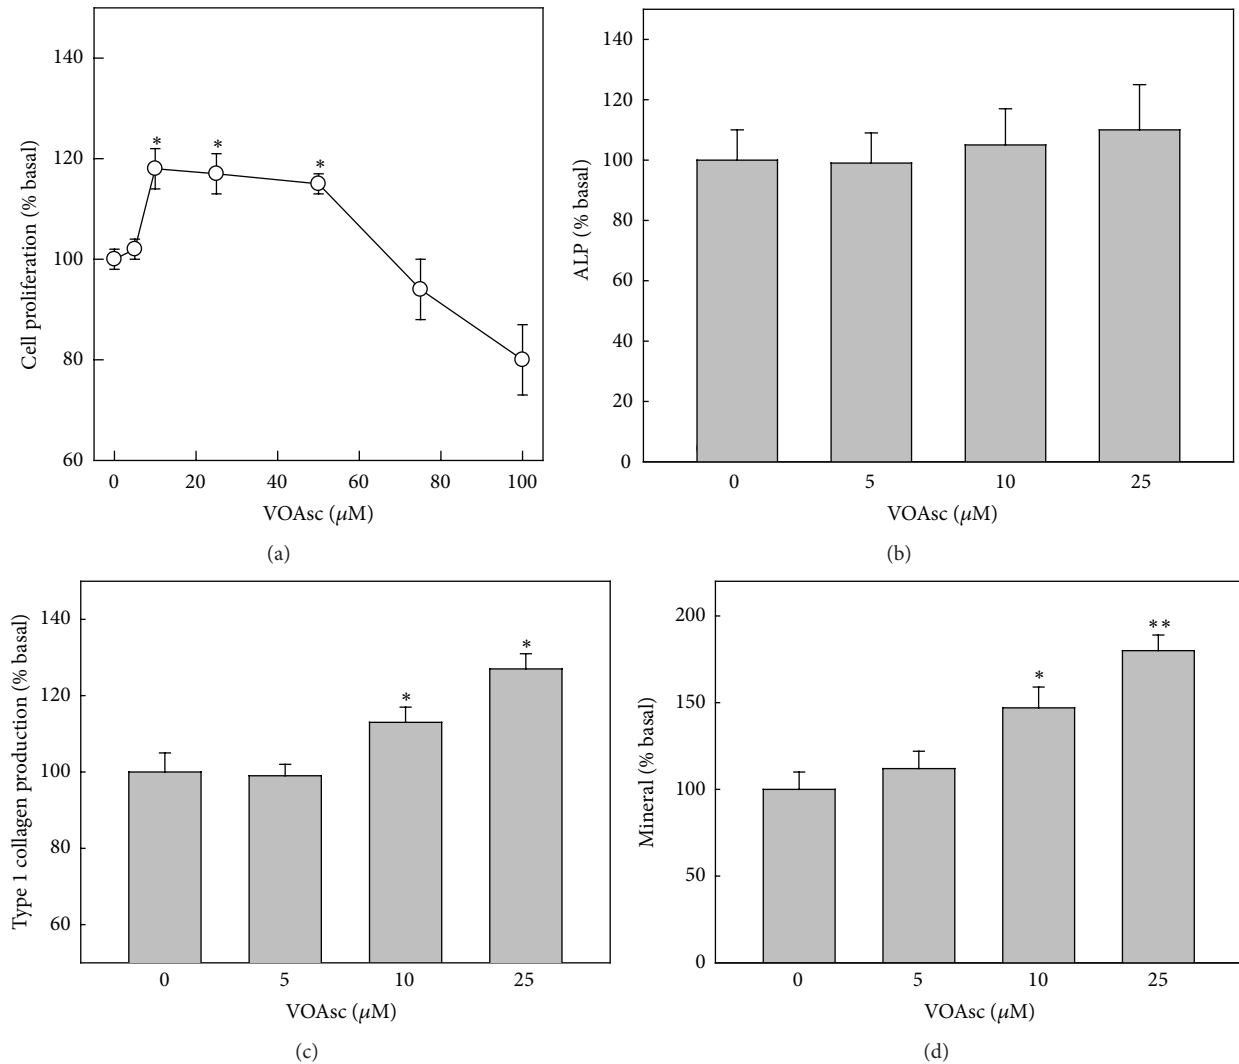 140
120
100
80
60
Cell proliferation (% basal)
*
*
*
0 20 40 60 80 100
VOAsc (μM)
(a)
140
120
100
80
60
40
20
0
ALP (% basal)
0 5 10 25
VOAsc (μM)
(b)
140
120
100
80
60
Type 1 collagen production (% basal)
*
*
0 5 10 25
VOAsc (μM)
(c)
200
150
100
50
0
Mineral (% basal)
*
**
0 5 10 25
VOAsc (μM)
(d)